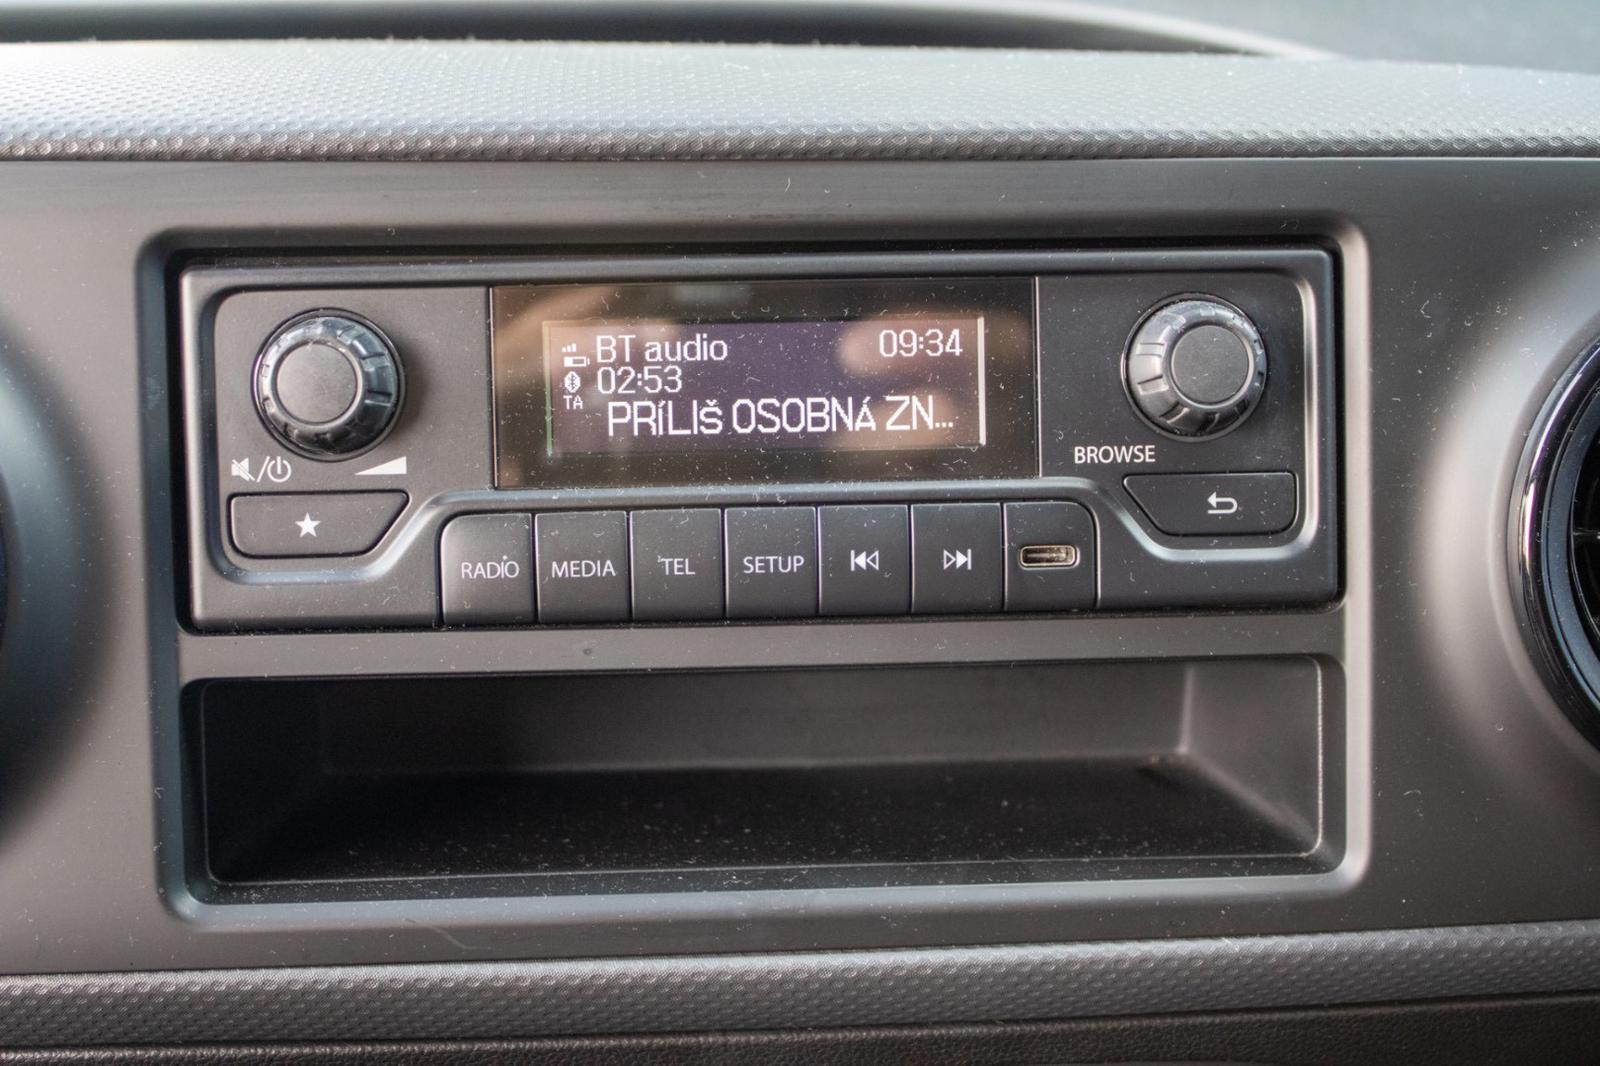 BT audio 09:34
02:53
TA PRÍLIŠ OSOBNÁ ZN...
BROWSE
RADIO MEDIA TEL SETUP